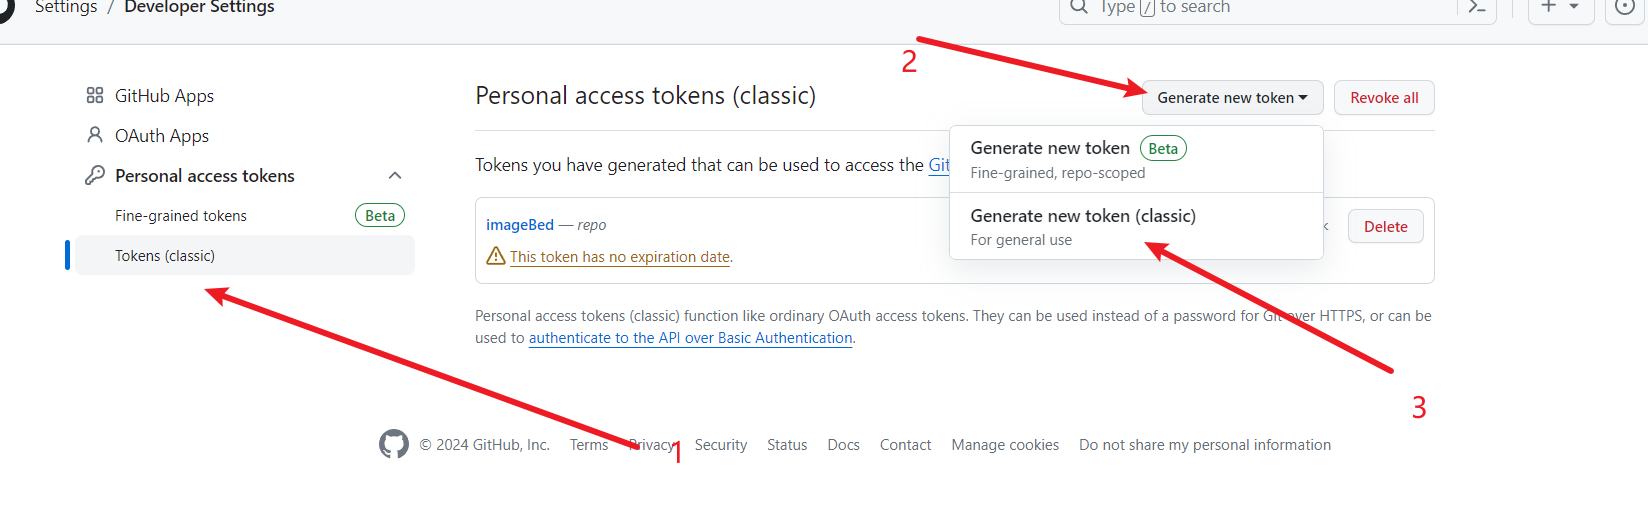 Settings / Developer Settings
Type / to search
2
GitHub Apps
OAuth Apps
Personal access tokens
Fine-grained tokens Beta
Tokens (classic)
Personal access tokens (classic)
Generate new token
Revoke all
Generate new token Beta
Fine-grained, repo-scoped
Generate new token (classic)
For general use
Tokens you have generated that can be used to access the Git
imageBed — repo
Delete
This token has no expiration date.
Personal access tokens (classic) function like ordinary OAuth access tokens. They can be used instead of a password for Git over HTTPS, or can be
used to authenticate to the API over Basic Authentication.
3
1
© 2024 GitHub, Inc. Terms Privacy Security Status Docs Contact Manage cookies Do not share my personal information